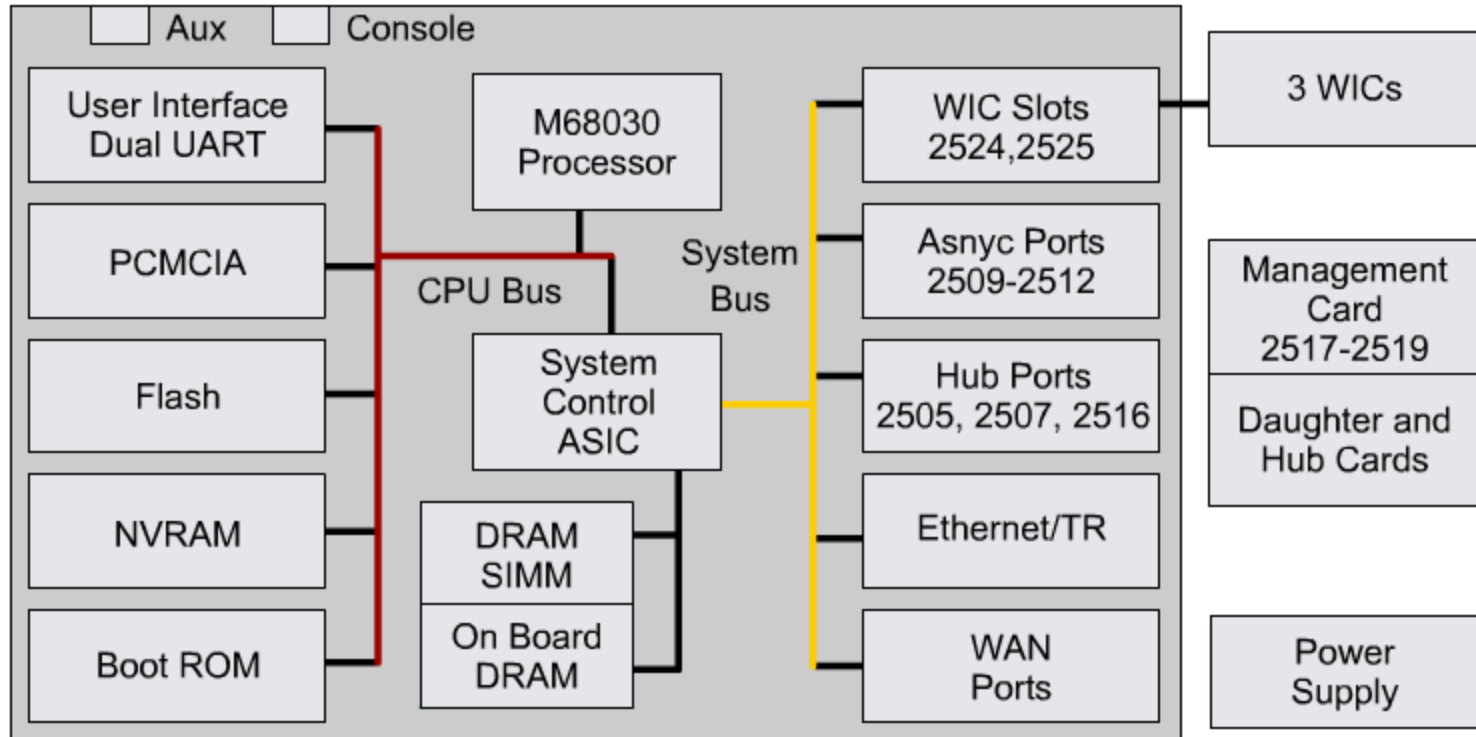 Aux
Console
User Interface
Dual UART
PCMCIA
Flash
NVRAM
Boot ROM
M68030
Processor
CPU Bus
System
Control
ASIC
DRAM
SIMM
On Board
DRAM
System
Bus
WIC Slots
2524,2525
Asnyc Ports
2509-2512
Hub Ports
2505, 2507, 2516
Ethernet/TR
WAN
Ports
3 WICs
Management
Card
2517-2519
Daughter and
Hub Cards
Power
Supply